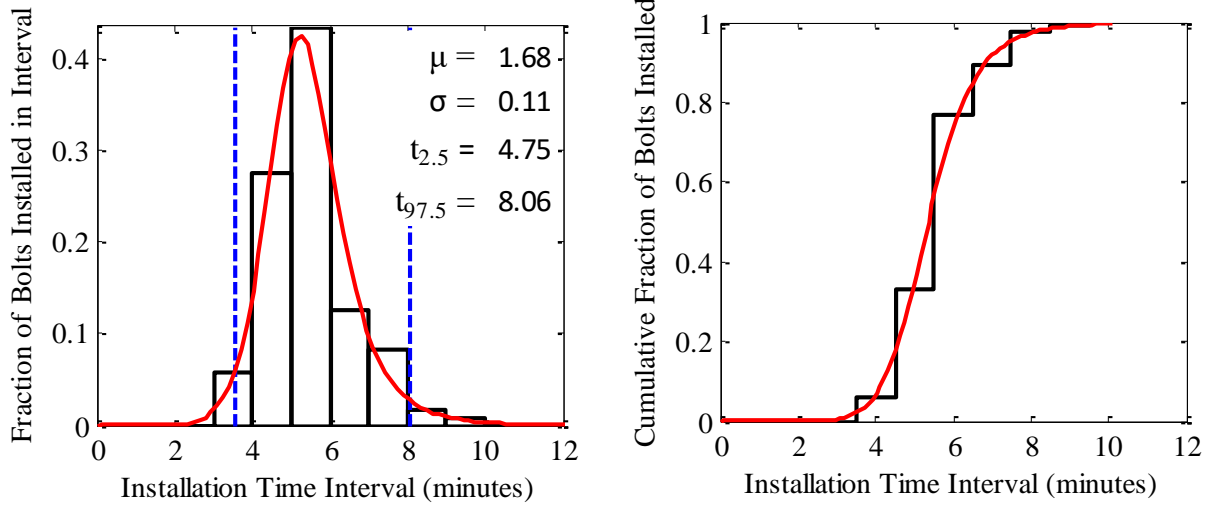 Fraction of Bolts Installed in Interval
0.4
0.3
0.2
0.1
0
μ = 1.68
σ = 0.11
t2.5 = 4.75
t97.5 = 8.06
0 2 4 6 8 10 12
Installation Time Interval (minutes)
Cumulative Fraction of Bolts Installed
1
0.8
0.6
0.4
0.2
0
0 2 4 6 8 10 12
Installation Time Interval (minutes)